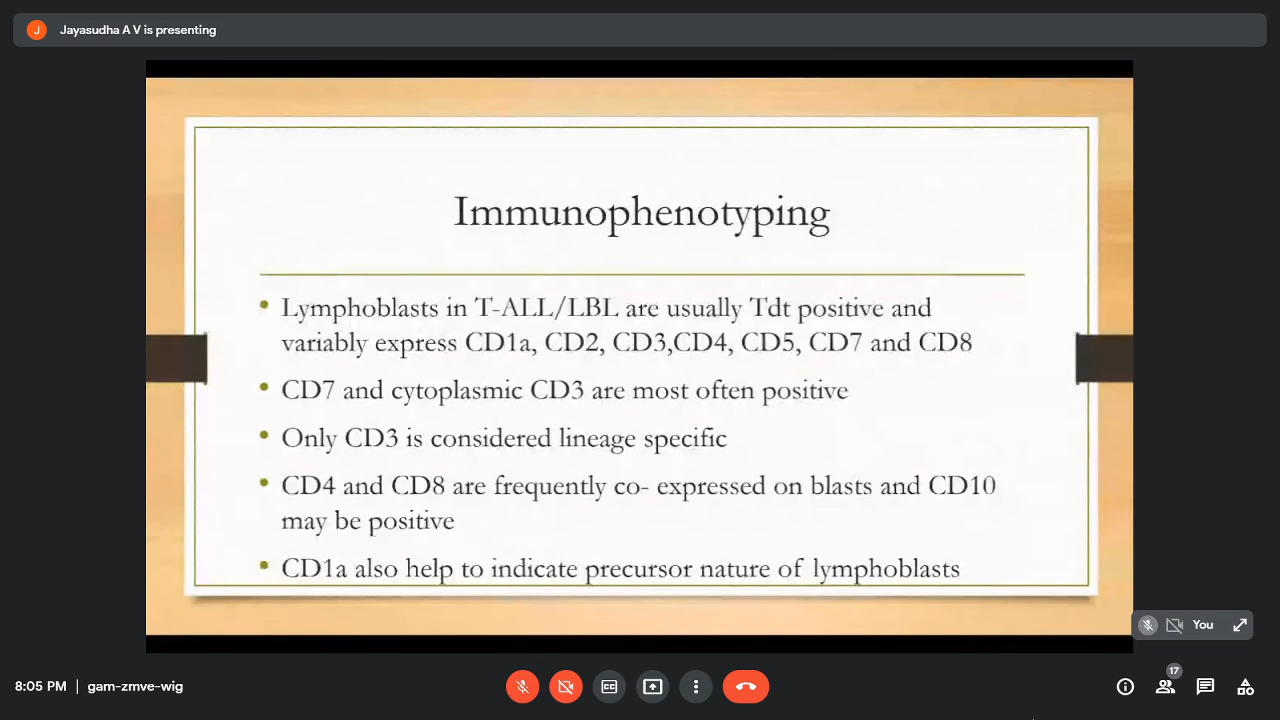 J
Jayasudha A V is presenting
Immunophenotyping
• Lymphoblasts in T-ALL/LBL are usually Tdt positive and
variably express CD1a, CD2, CD3,CD4, CD5, CD7 and CD8
• CD7 and cytoplasmic CD3 are most often positive
• Only CD3 is considered lineage specific
• CD4 and CD8 are frequently co- expressed on blasts and CD10
may be positive
• CD1a also help to indicate precursor nature of lymphoblasts
You
17
8:05 PM | gam-zmve-wig
CC